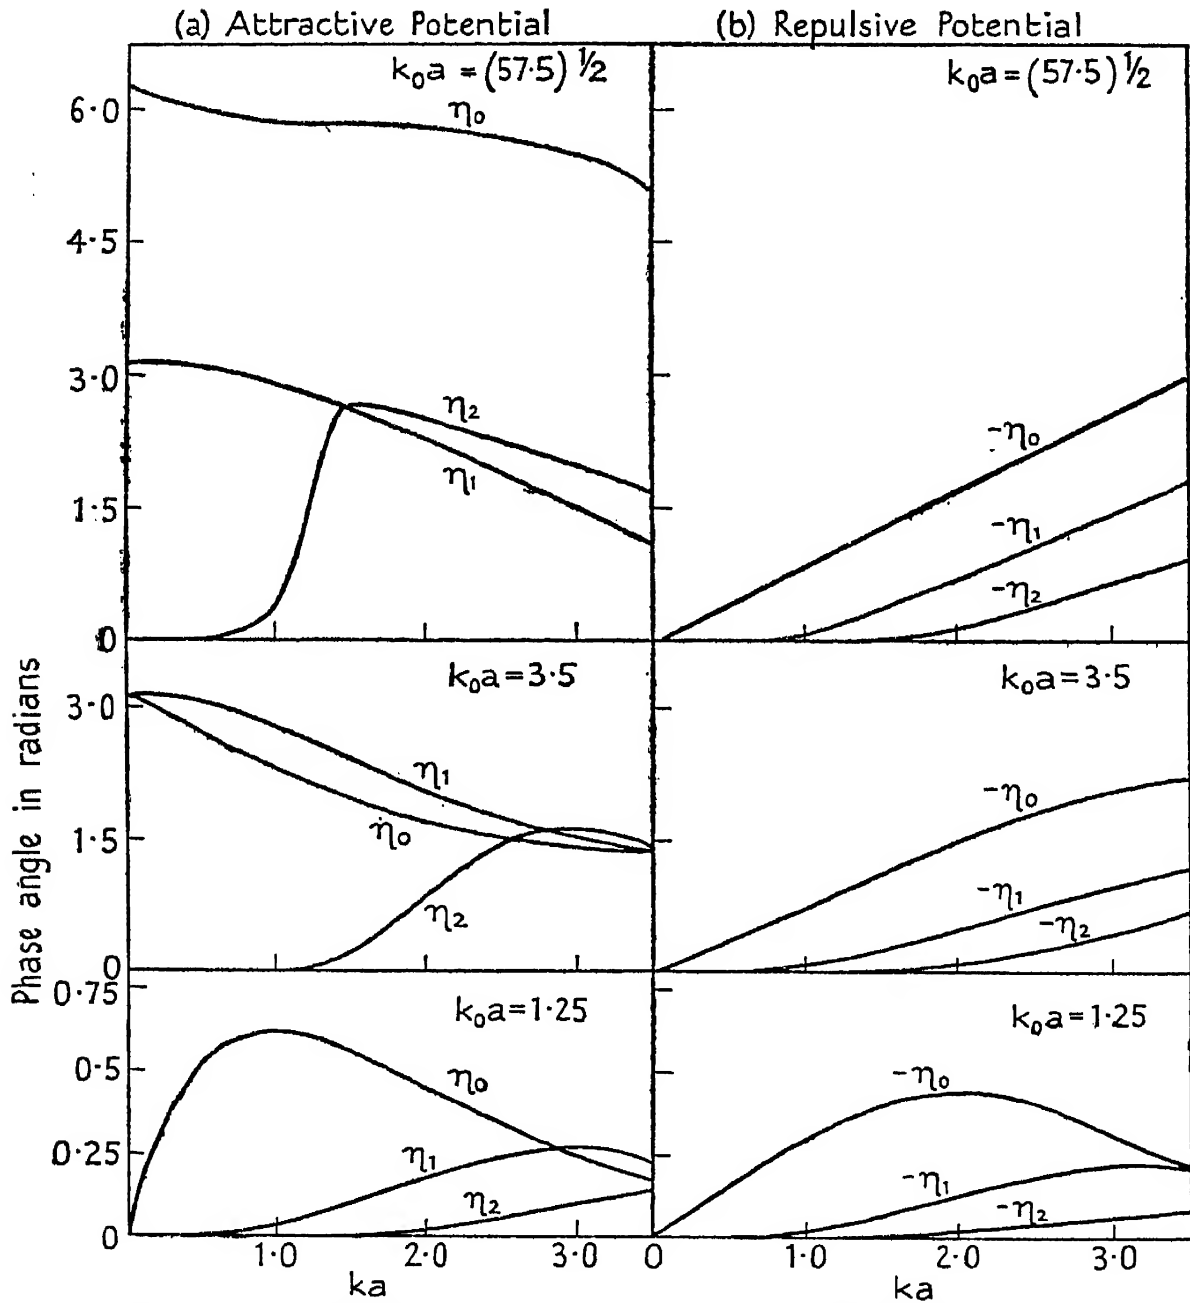 (a) Attractive Potential
(b) Repulsive Potential
k₀a = (57·5)^½
k₀a = (57·5)^½
6·0
η₀
4·5
3·0
η₂
η₁
1·5
0
-η₀
-η₁
-η₂
Phase angle in radians
k₀a = 3·5
k₀a = 3·5
3·0
η₁
η₀
1·5
η₂
0
-η₀
-η₁
-η₂
0·75
k₀a = 1·25
k₀a = 1·25
0·5
η₀
0·25
η₁
η₂
0
-η₀
-η₁
-η₂
1·0 2·0 3·0 0 1·0 2·0 3·0
ka ka